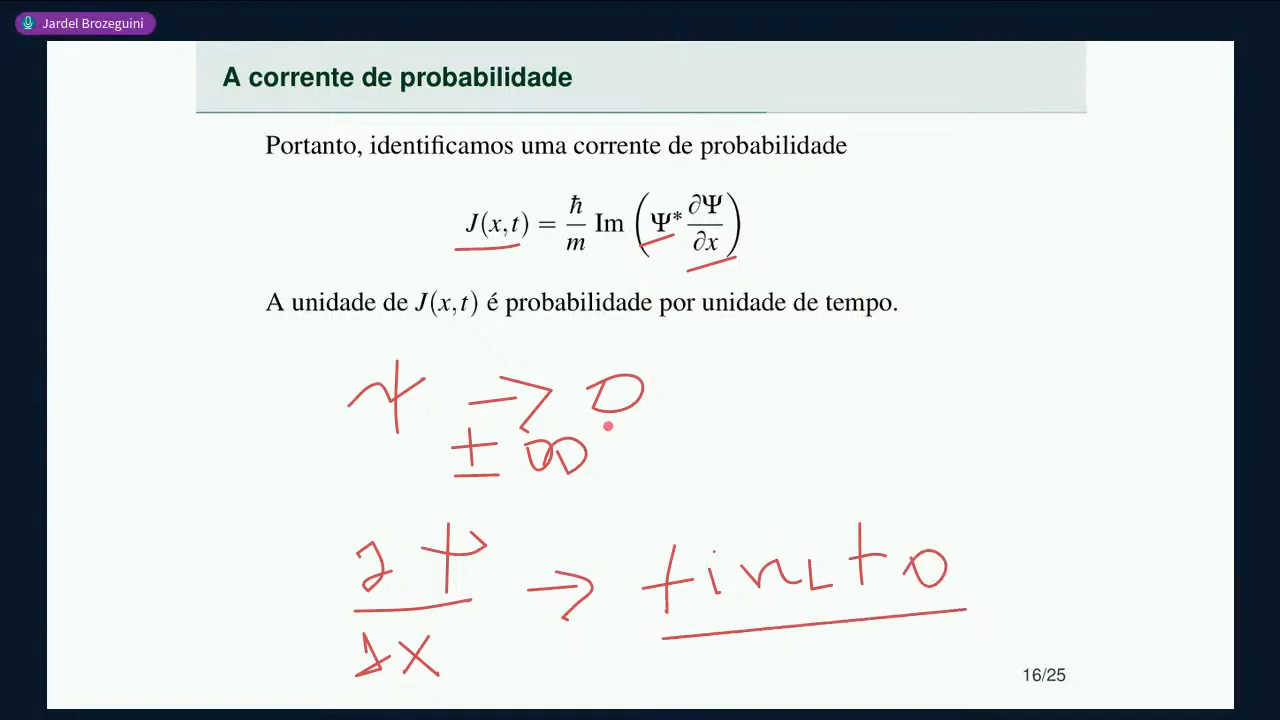 Jardel Brozeguini
A corrente de probabilidade
Portanto, identificamos uma corrente de probabilidade
J(x,t) = ħ/m Im (Ψ* ∂Ψ/∂x)
A unidade de J(x,t) é probabilidade por unidade de tempo.
ψ → 0
± ∞
∂ψ/∂x → finito
16/25